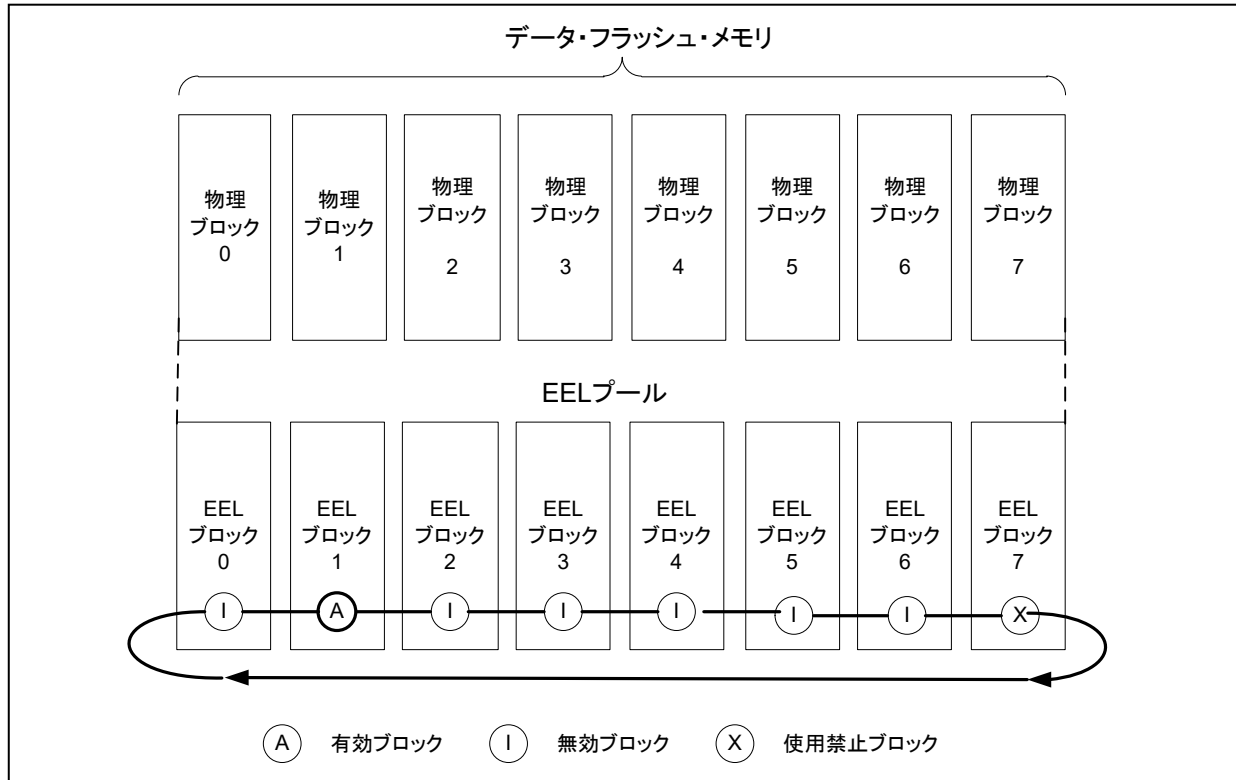 データ・フラッシュ・メモリ
物理
ブロック
0
物理
ブロック
1
物理
ブロック
2
物理
ブロック
3
物理
ブロック
4
物理
ブロック
5
物理
ブロック
6
物理
ブロック
7
EELプール
EEL
ブロック
0
EEL
ブロック
1
EEL
ブロック
2
EEL
ブロック
3
EEL
ブロック
4
EEL
ブロック
5
EEL
ブロック
6
EEL
ブロック
7
I
A
I
I
I
I
I
X
A 有効ブロック I 無効ブロック X 使用禁止ブロック